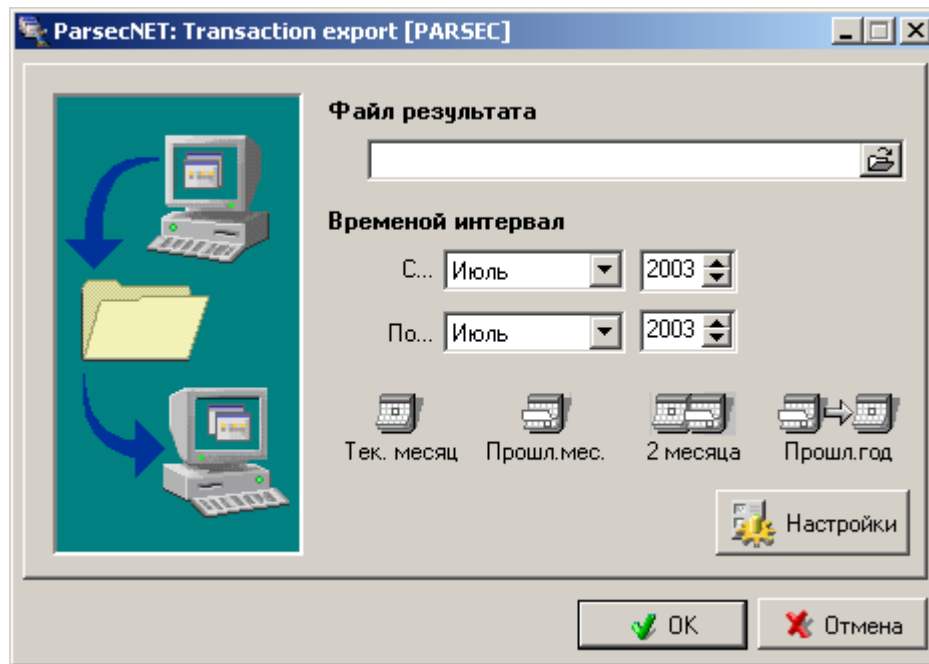 ParsecNET: Transaction export [PARSEC]
Файл результата
Временой интервал
С... Июль 2003
По... Июль 2003
Тек. месяц Прошл.мес. 2 месяца Прошл.год
Настройки
OK Отмена